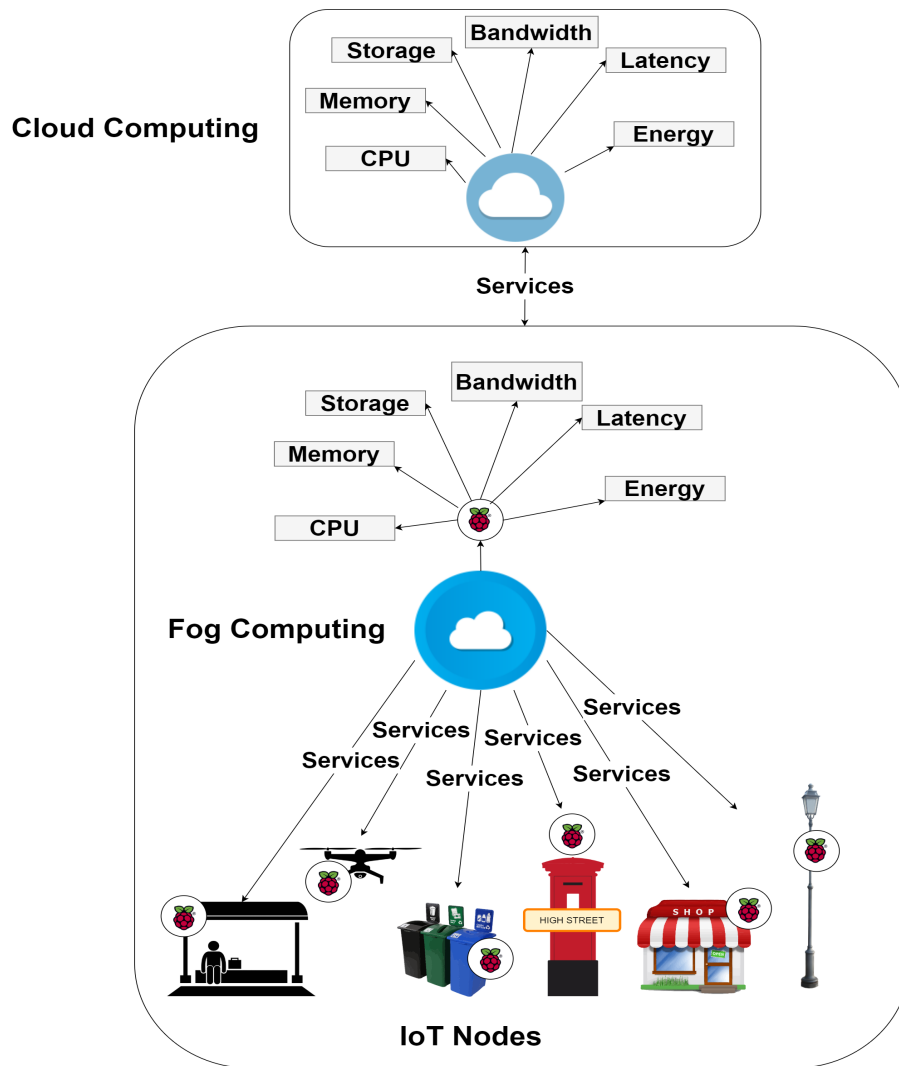 Bandwidth
Storage
Latency
Memory
Cloud Computing
Energy
CPU
Services
Bandwidth
Storage
Latency
Memory
Energy
CPU
Fog Computing
Services
Services
Services
Services
Services
Services
HIGH STREET
SHOP
OPEN
IoT Nodes